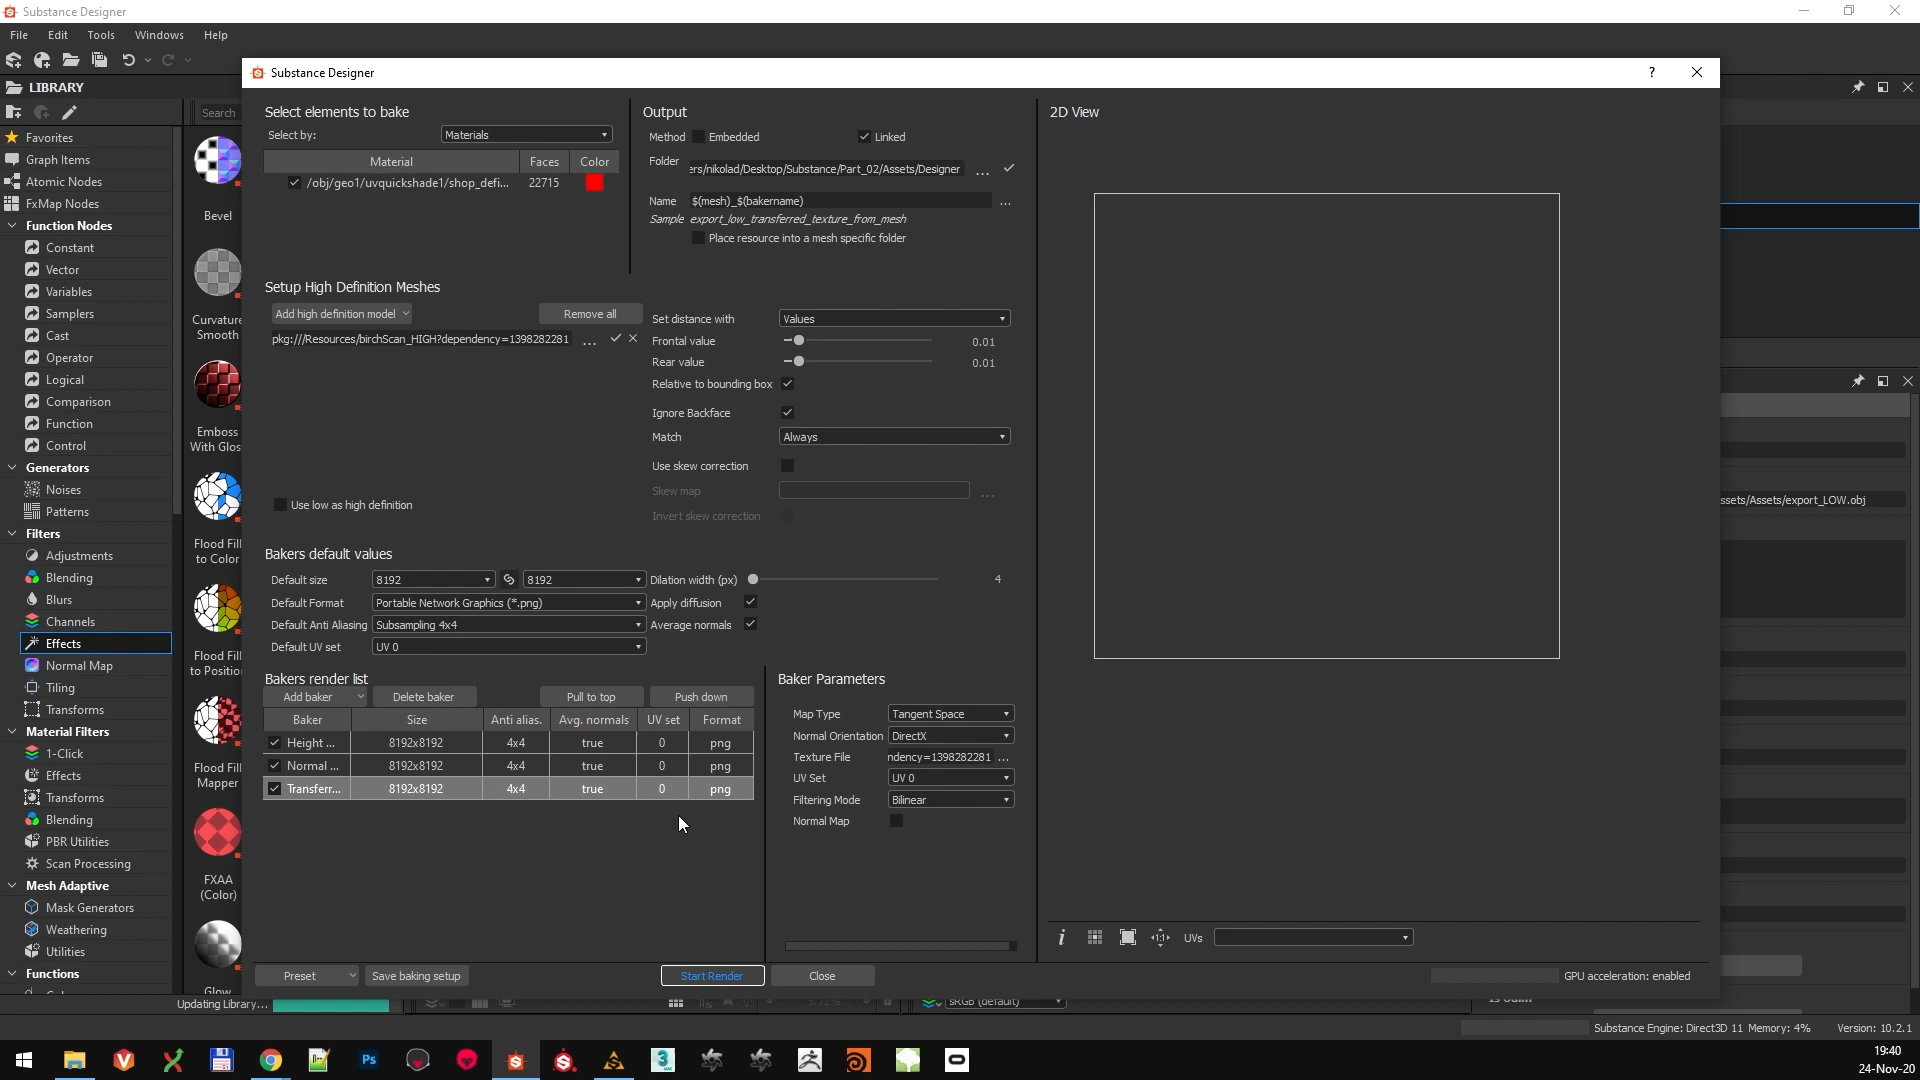 Substance Designer
File Edit Tools Windows Help
LIBRARY
Search
Favorites
Graph Items
Atomic Nodes
FxMap Nodes
Function Nodes
Constant
Vector
Variables
Samplers
Cast
Operator
Logical
Comparison
Function
Control
Generators
Noises
Patterns
Filters
Adjustments
Blending
Blurs
Channels
Effects
Normal Map
Tiling
Transforms
Material Filters
1-Click
Effects
Transforms
Blending
PBR Utilities
Scan Processing
Mesh Adaptive
Mask Generators
Weathering
Utilities
Functions
Bevel
Curvature
Smooth
Emboss
With Glos
Flood Fill
to Color
Flood Fill
to Position
Flood Fill
Mapper
FXAA
(Color)
Glow
Substance Designer ?
Select elements to bake
Select by: Materials
Material Faces Color
/obj/geo1/uvquickshade1/shop_defi... 22715
Output
Method Embedded Linked
Folder ers/nikolad/Desktop/Substance/Part_02/Assets/Designer ...
Name $(mesh)_$(bakername) ...
Sample export_low_transferred_texture_from_mesh
Place resource into a mesh specific folder
Setup High Definition Meshes
Add high definition model Remove all
pkg:///Resources/birchScan_HIGH?dependency=1398282281 ...
Use low as high definition
Set distance with Values
Frontal value 0.01
Rear value 0.01
Relative to bounding box
Ignore Backface
Match Always
Use skew correction
Skew map ...
Invert skew correction
Bakers default values
Default size 8192 8192 Dilation width (px) 4
Default Format Portable Network Graphics (*.png) Apply diffusion
Default Anti Aliasing Subsampling 4x4 Average normals
Default UV set UV 0
Bakers render list
Add baker Delete baker Pull to top Push down
Baker Size Anti alias. Avg. normals UV set Format
Height ... 8192x8192 4x4 true 0 png
Normal ... 8192x8192 4x4 true 0 png
Transferr... 8192x8192 4x4 true 0 png
Baker Parameters
Map Type Tangent Space
Normal Orientation DirectX
Texture File ndency=1398282281 ...
UV Set UV 0
Filtering Mode Bilinear
Normal Map
Preset Save baking setup Start Render Close
2D View
i 1:1 UVs
GPU acceleration: enabled
ssets/Assets/export_LOW.obj
Updating Library... 5.72% sRGB (default)
Substance Engine: Direct3D 11 Memory: 4% Version: 10.2.1
Ps
3
19:40
24-Nov-20